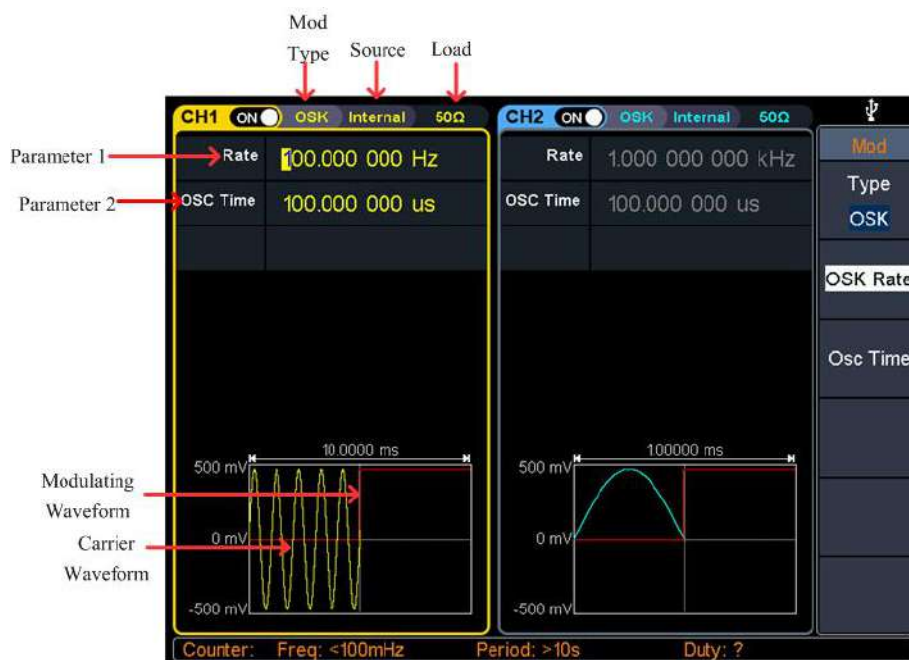 Mod
Type Source Load
CH1 ON OSK Internal 50Ω CH2 ON OSK Internal 50Ω
Parameter 1 Rate 100.000 000 Hz Rate 1.000 000 000 kHz Mod
Parameter 2 OSC Time 100.000 000 us OSC Time 100.000 000 us Type
OSK
OSK Rate
Osc Time
10.0000 ms 1.00000 ms
500 mV 500 mV
Modulating
Waveform
0 mV 0 mV
Carrier
Waveform
-500 mV -500 mV
Counter: Freq: <100mHz Period: >10s Duty: ?